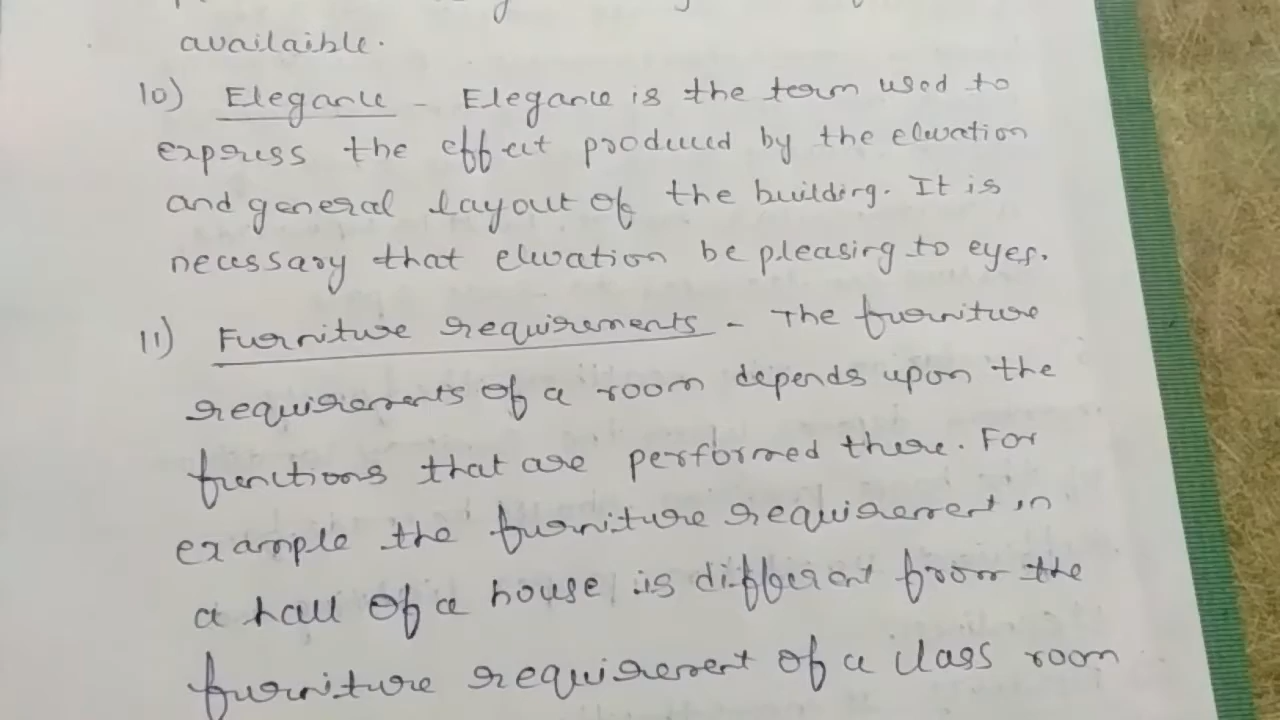 availaible.
10) Elegance - Elegance is the term used to
express the effect produced by the elevation
and general layout of the building. It is
necessary that elevation be pleasing to eyes.
11) Furniture requirements - The furniture
requirements of a room depends upon the
functions that are performed there. For
example the furniture requirement in
a hall of a house is different from the
furniture requirement of a class room